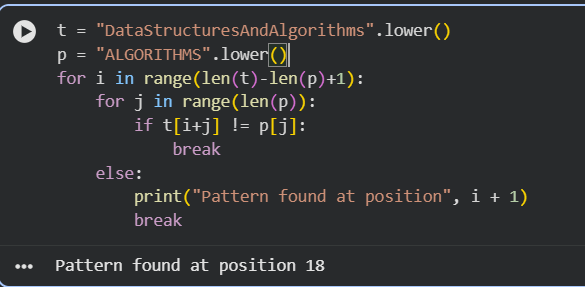 t = "DataStructuresAndAlgorithms".lower()
p = "ALGORITHMS".lower()
for i in range(len(t)-len(p)+1):
    for j in range(len(p)):
        if t[i+j] != p[j]:
            break
    else:
        print("Pattern found at position", i + 1)
        break
... Pattern found at position 18